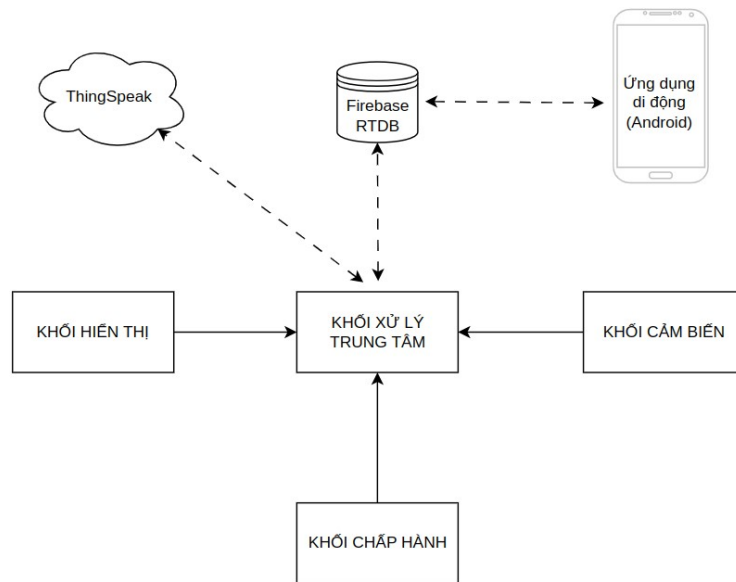 ThingSpeak
Firebase
RTDB
Ứng dụng
di động
(Android)
KHỐI HIỂN THỊ
KHỐI XỬ LÝ
TRUNG TÂM
KHỐI CẢM BIẾN
KHỐI CHẤP HÀNH